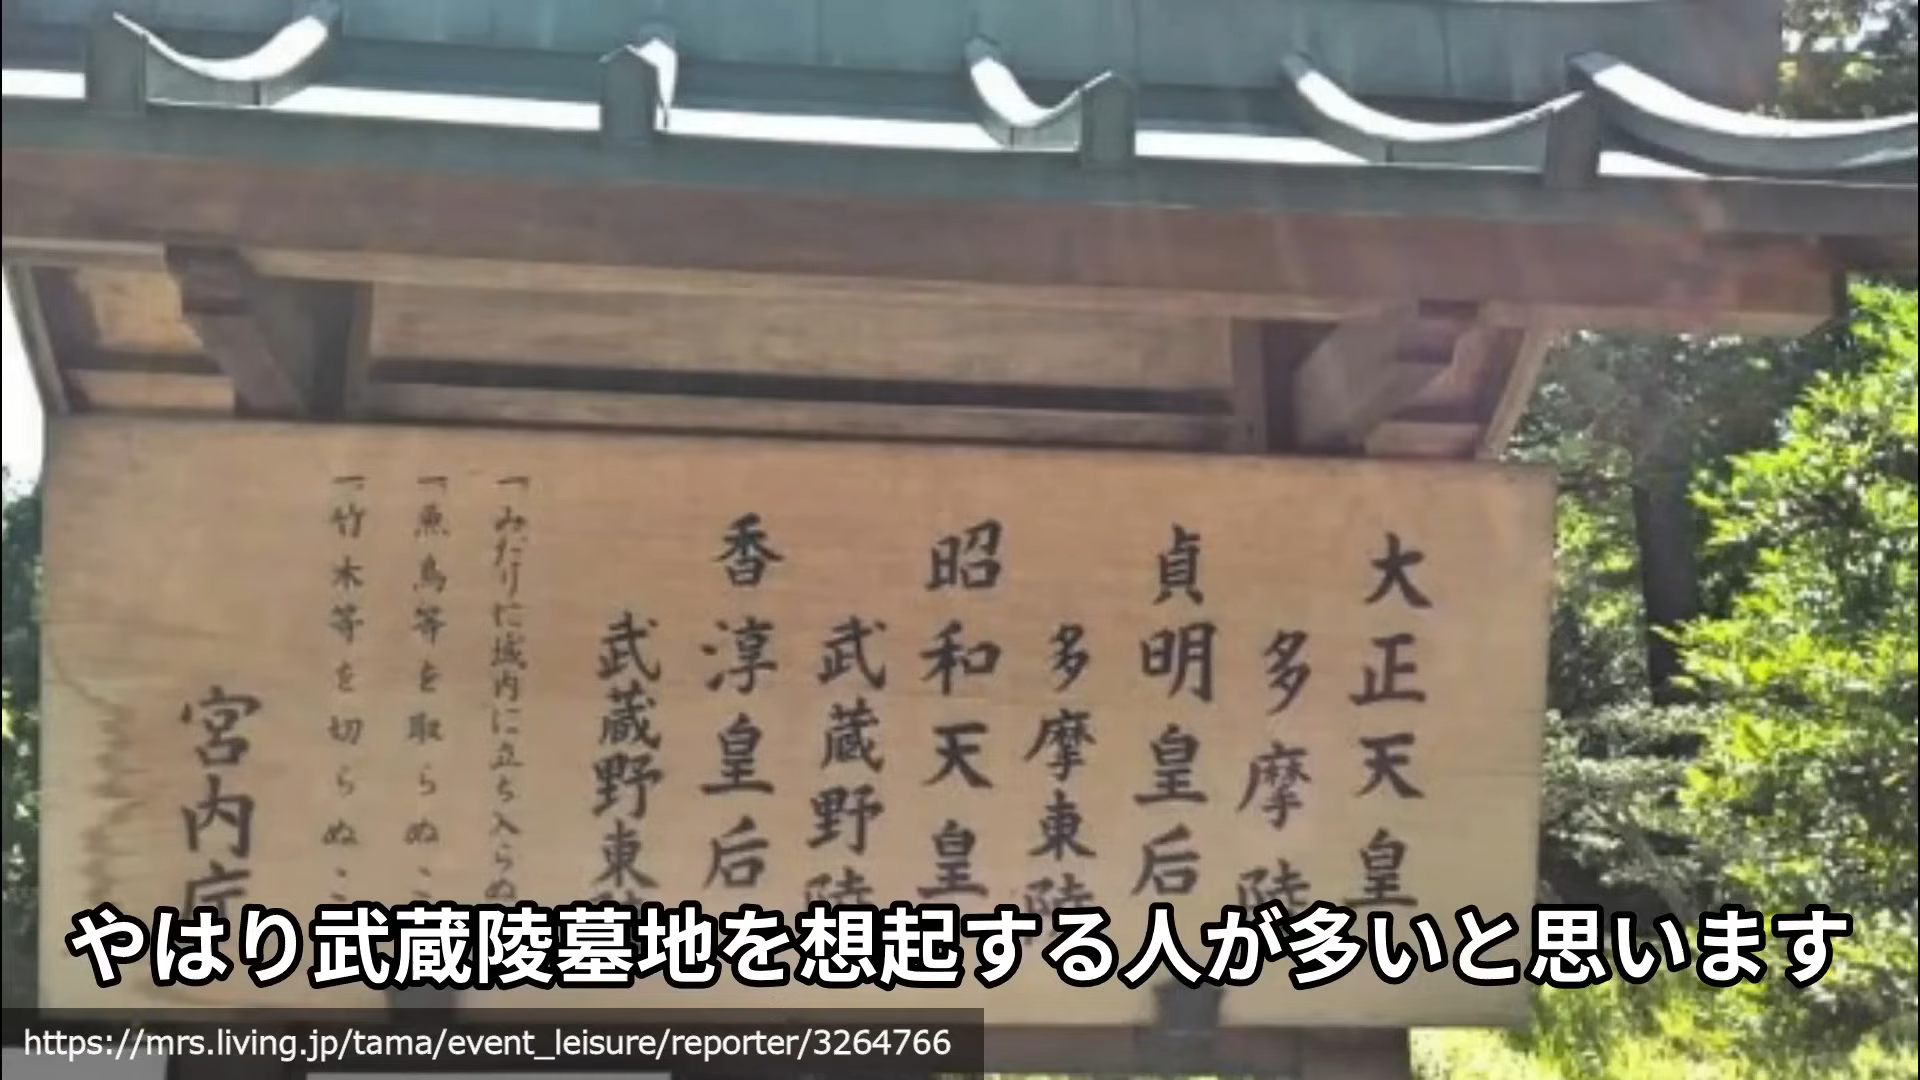 大正天皇
多摩陵
貞明皇后
多摩東陵
昭和天皇
武蔵野陵
香淳皇后
武蔵野東
一、みだりに域内に立ち入らぬ
一、魚鳥等を取らぬこ
一、竹木等を切らぬこ
宮内庁
やはり武蔵陵墓地を想起する人が多いと思います
https://mrs.living.jp/tama/event_leisure/reporter/3264766